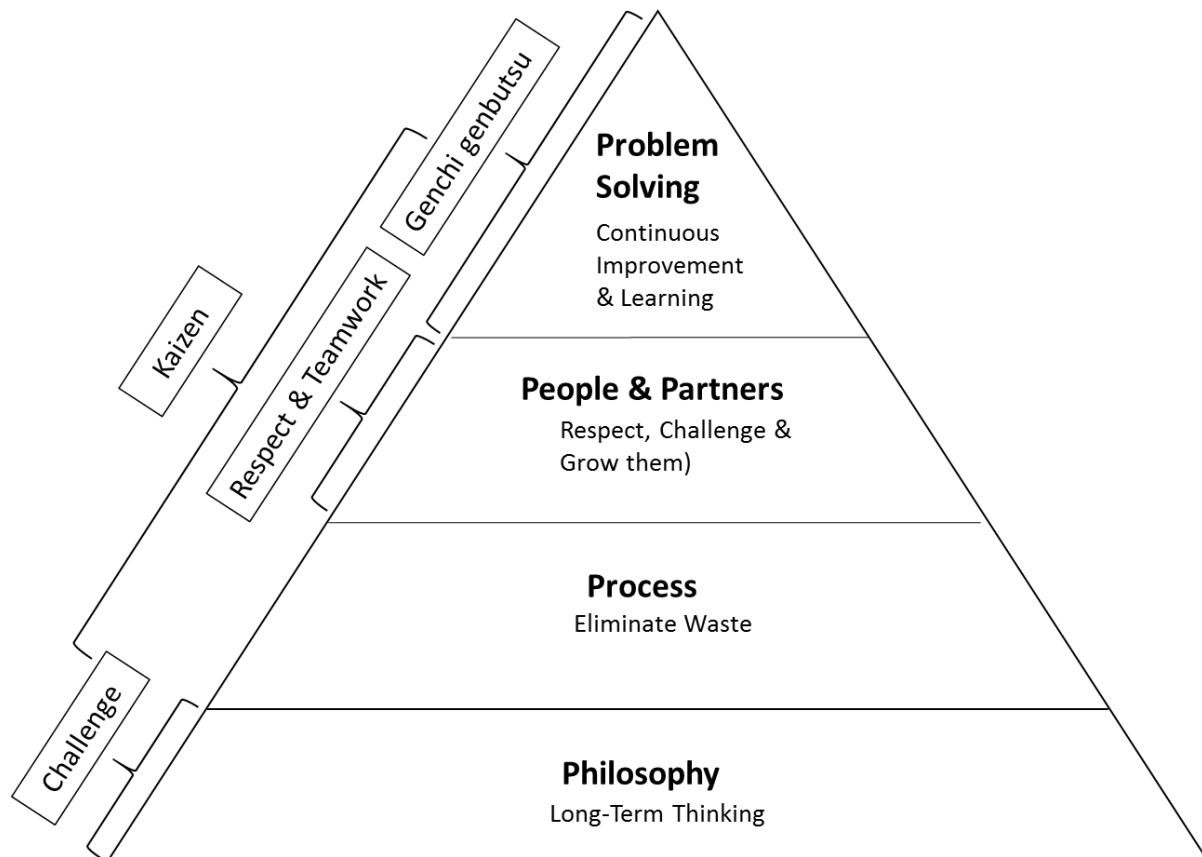 Genchi genbutsu
Problem
Solving
Continuous
Improvement
& Learning
Kaizen
Respect & Teamwork
People & Partners
Respect, Challenge &
Grow them)
Process
Eliminate Waste
Challenge
Philosophy
Long-Term Thinking